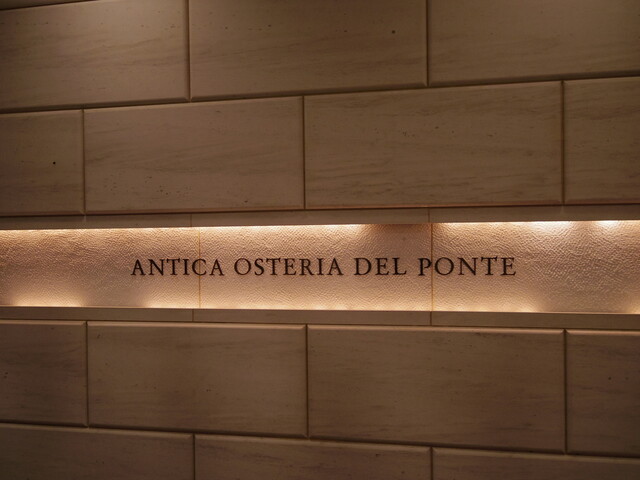 ANTICA OSTERIA DEL PONTE